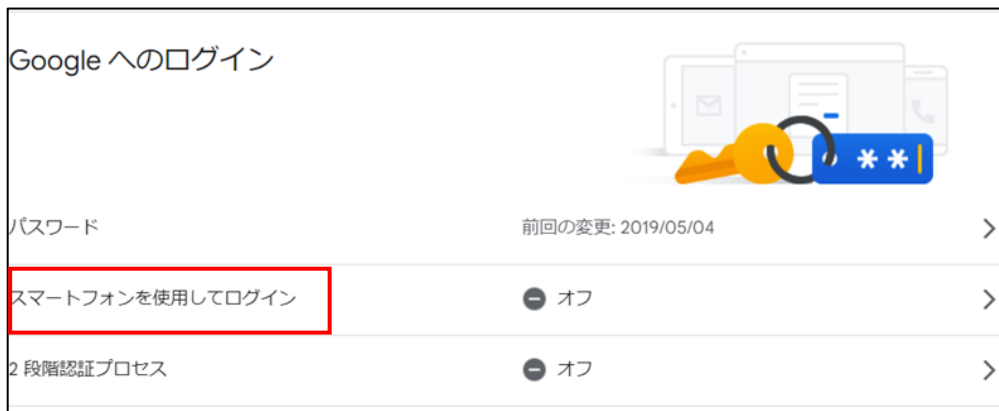 Google へのログイン
**
パスワード 前回の変更: 2019/05/04
スマートフォンを使用してログイン オフ
2 段階認証プロセス オフ